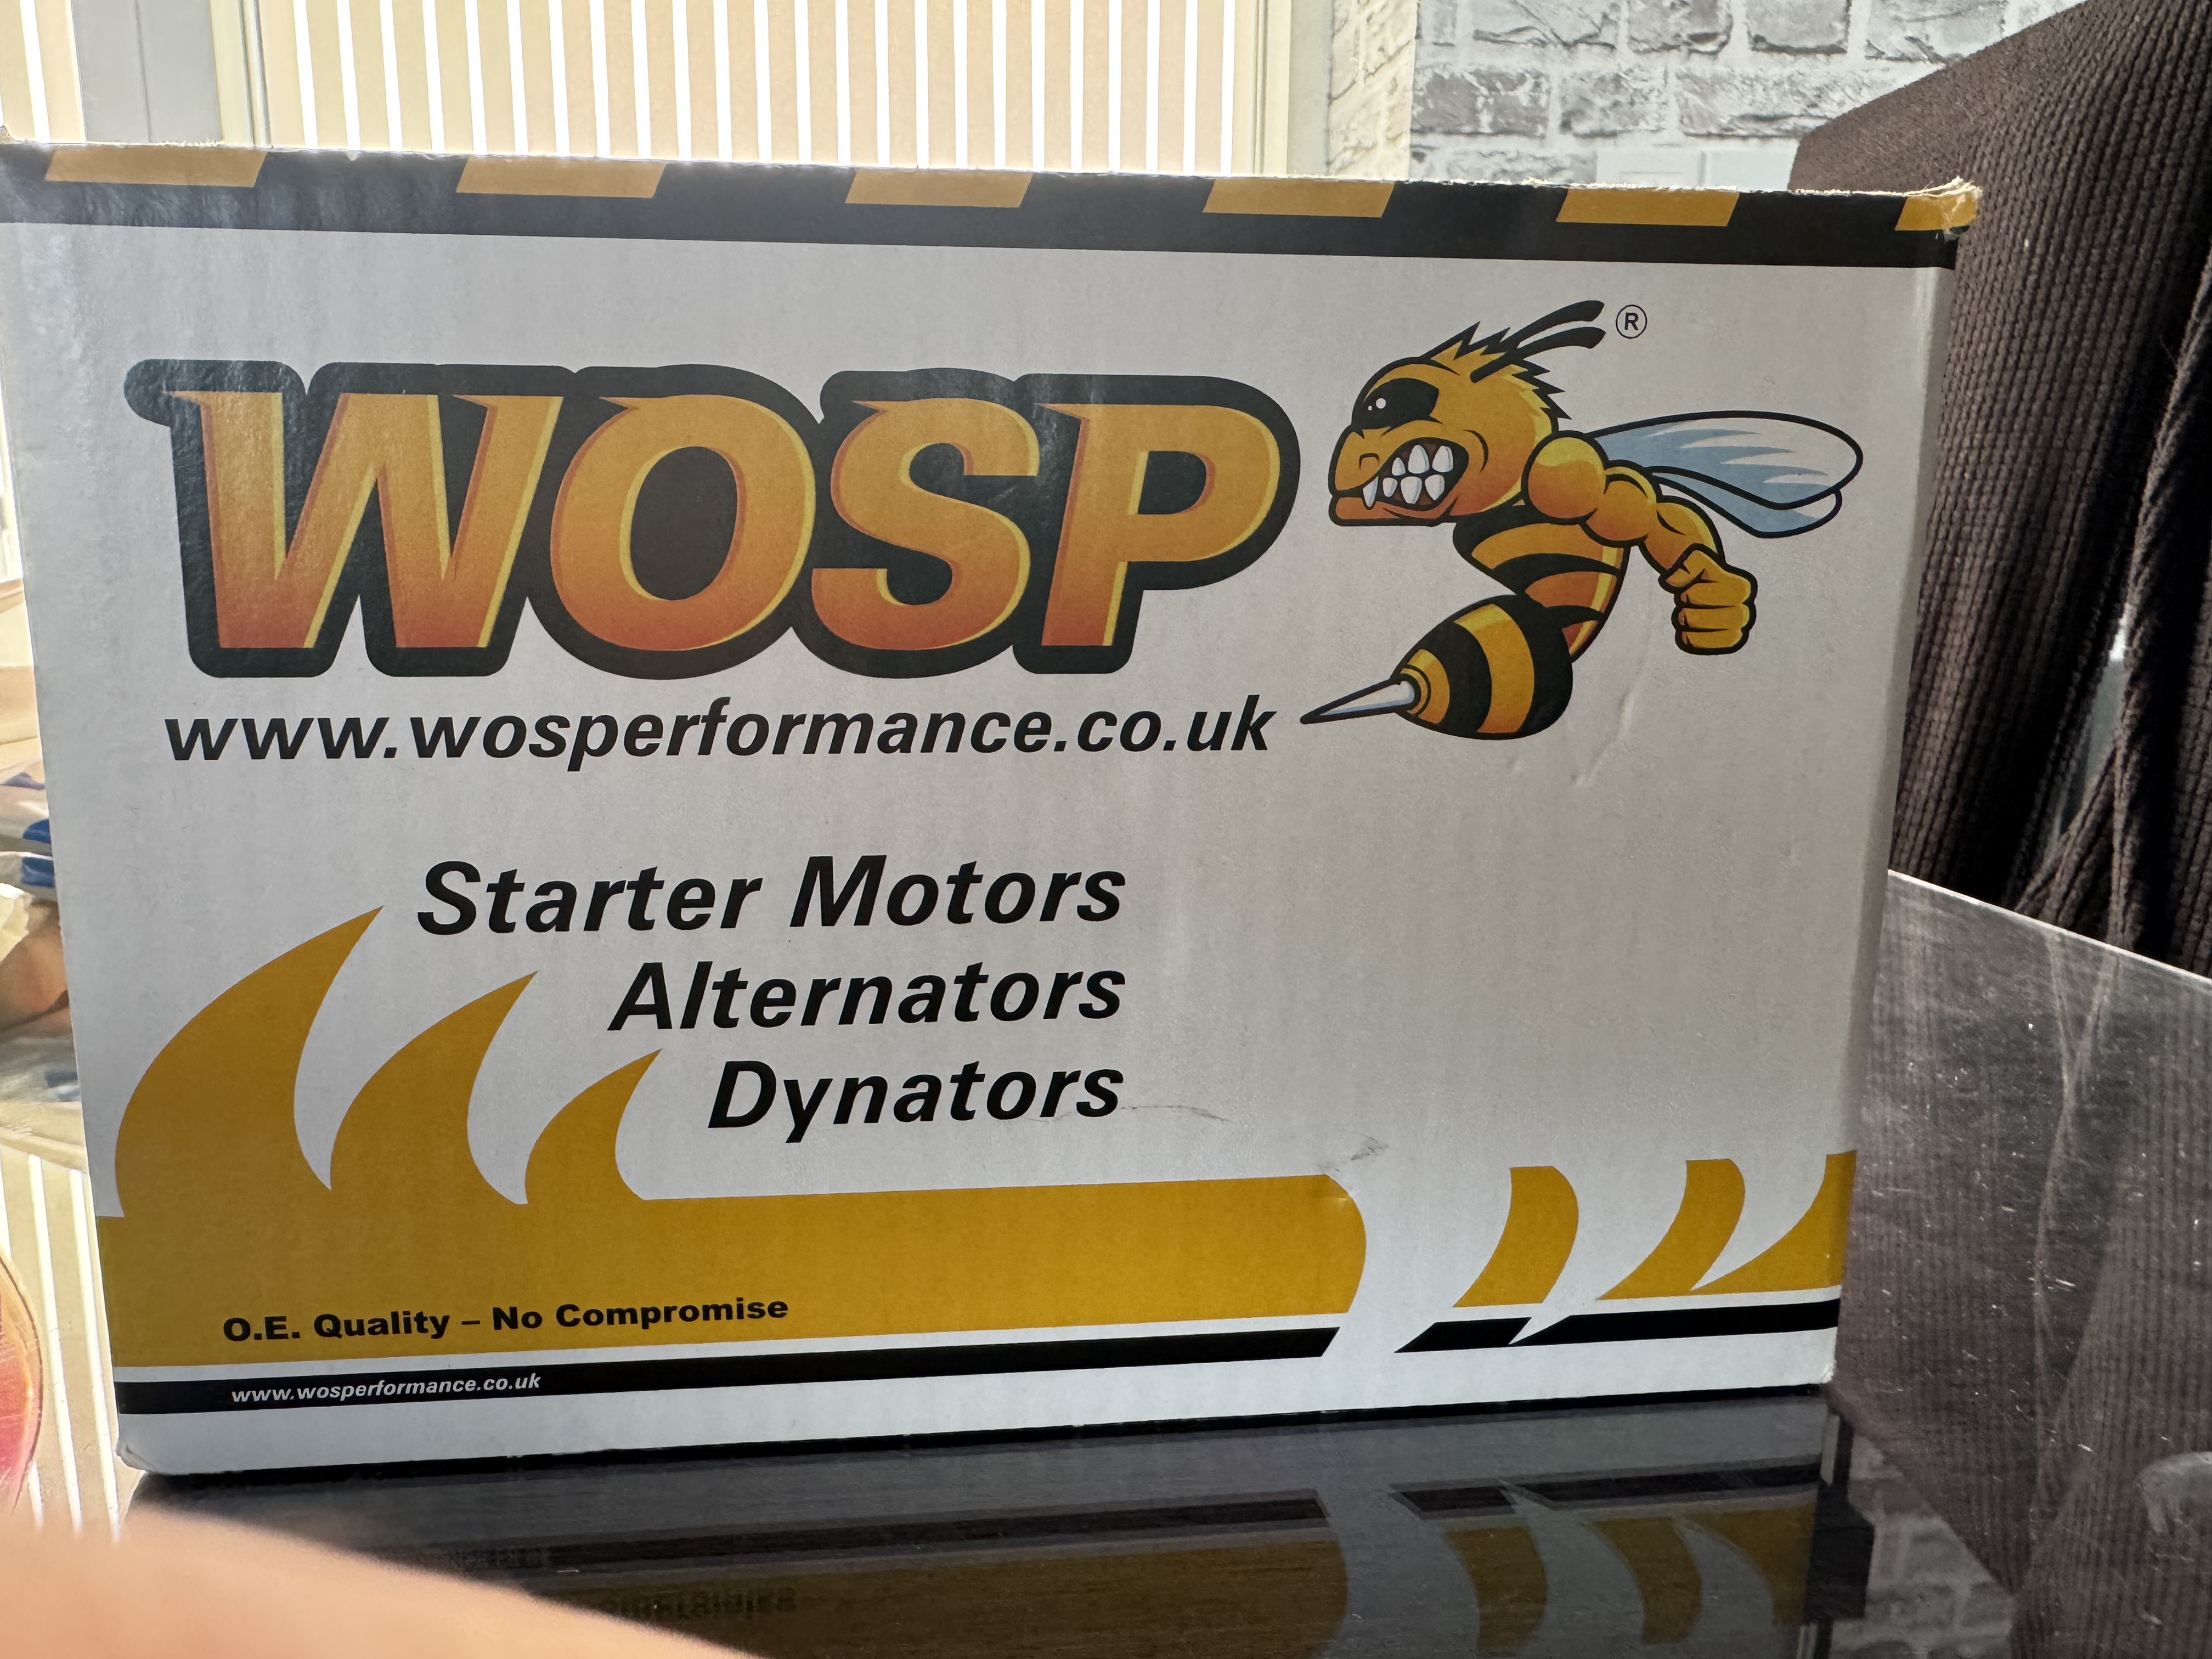 WOSP
®
www.wosperformance.co.uk
Starter Motors
Alternators
Dynators
O.E. Quality – No Compromise
www.wosperformance.co.uk